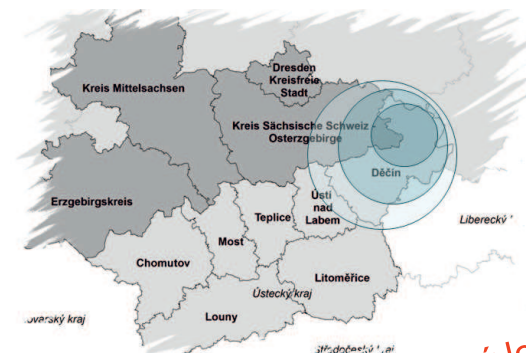 Dresden
Kreisfreie
Stadt
Kreis Mittelsachsen
Kreis Sächsische Schweiz -
Osterzgebirge
Děčín
Erzgebirgskreis
Ústí
nad
Labem
Teplice
Liberecký
Most
Chomutov
Litoměřice
Ústecký kraj
Louny
kraj